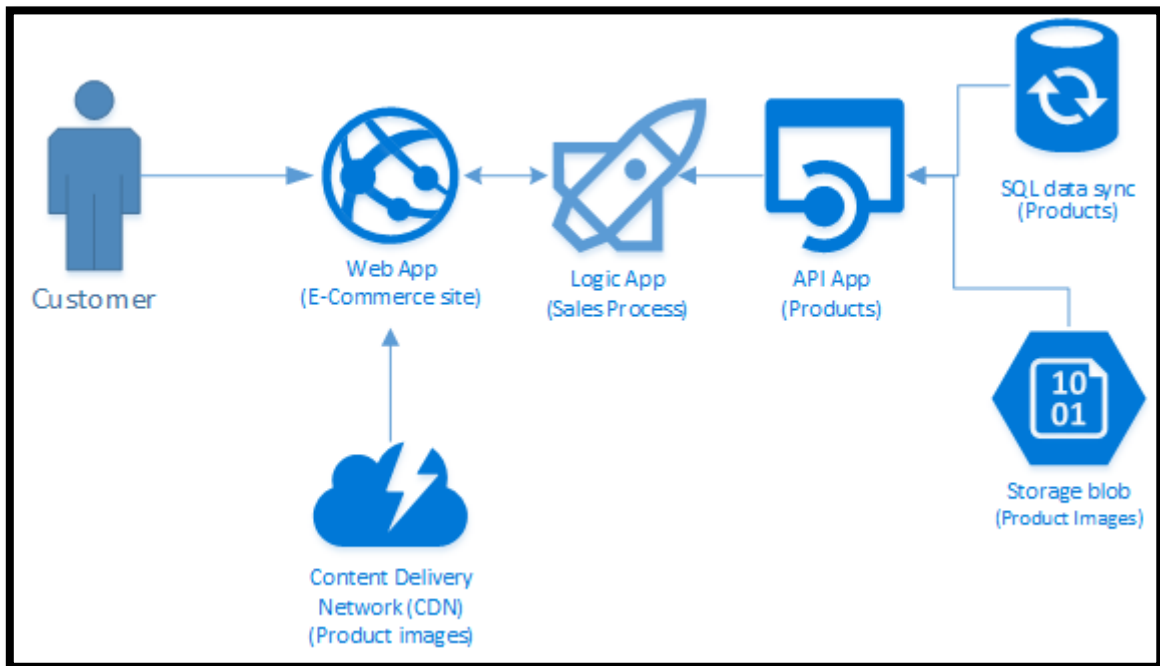 Customer
Web App
(E-Commerce site)
Logic App
(Sales Process)
API App
(Products)
SQL data sync
(Products)
10
01
Storage blob
(Product Images)
Content Delivery
Network (CDN)
(Product images)